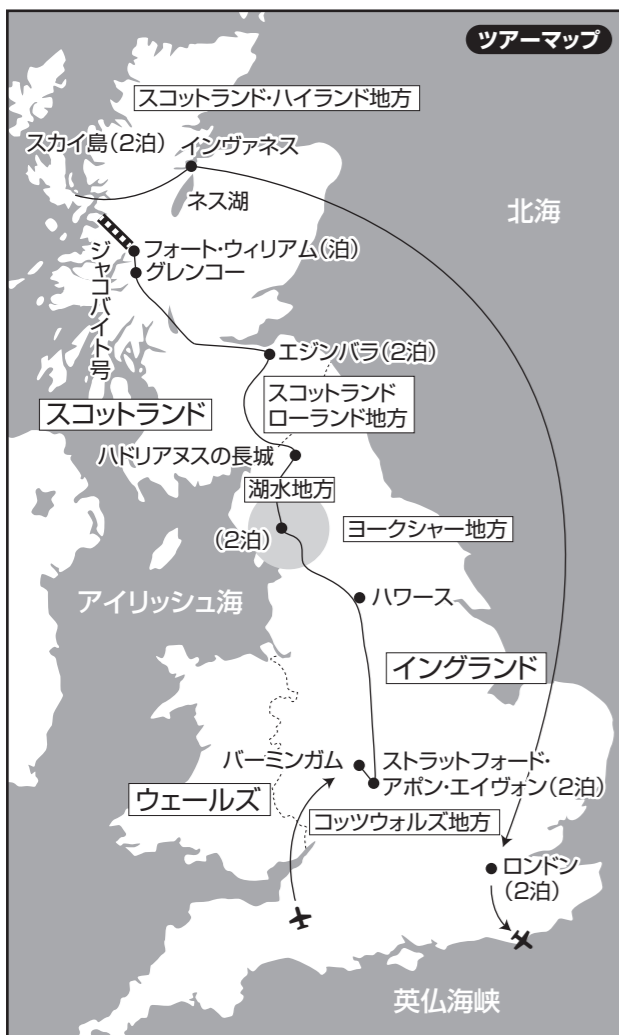 ツアーマップ
スコットランド・ハイランド地方
スカイ島(2泊)
インヴァネス
ネス湖
北海
フォート・ウィリアム(泊)
グレンコー
ジャコバイト号
エジンバラ(2泊)
スコットランド
ローランド地方
スコットランド
ハドリアヌスの長城
湖水地方
(2泊)
ヨークシャー地方
アイリッシュ海
ハワース
イングランド
バーミンガム
ストラットフォード・
アポン・エイヴォン(2泊)
ウェールズ
コッツウォルズ地方
ロンドン
(2泊)
英仏海峡